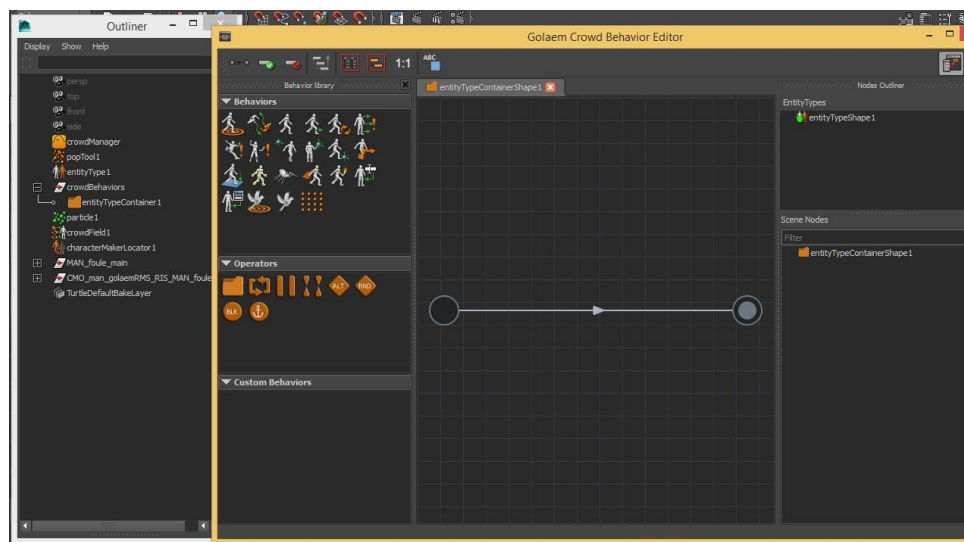 Outliner
Display Show Help
persp
top
front
side
crowdManager
popTool1
entityType1
crowdBehaviors
entityTypeContainer1
particle1
crowdField1
characterMakerLocator1
MAN_foule_main
CMO_man_golaemRMS_RIS_MAN_foule
TurtleDefaultBakeLayer
Golaem Crowd Behavior Editor
1:1
ABC
Behavior library
Behaviors
Operators
ALT
RND
BLK
Custom Behaviors
entityTypeContainerShape1
Nodes Outliner
EntityTypes
entityTypeShape1
Scene Nodes
Filter
entityTypeContainerShape1